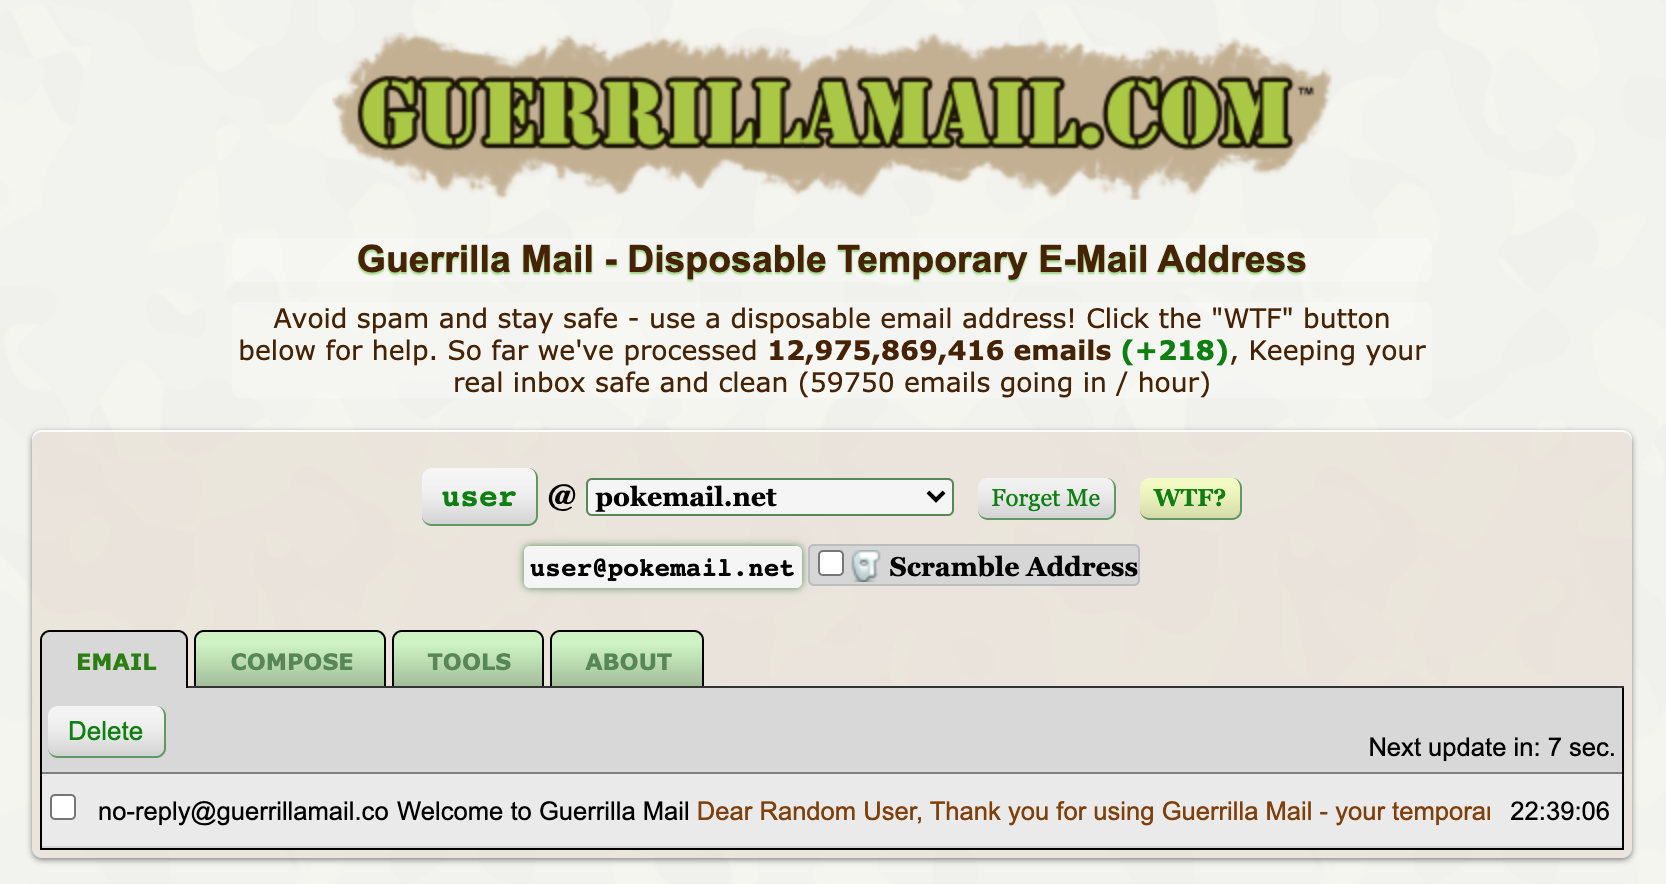 GUERRILLAMAIL.COM™
Guerrilla Mail - Disposable Temporary E-Mail Address
Avoid spam and stay safe - use a disposable email address! Click the "WTF" button
below for help. So far we've processed 12,975,869,416 emails (+218), Keeping your
real inbox safe and clean (59750 emails going in / hour)
user @ pokemail.net Forget Me WTF?
user@pokemail.net Scramble Address
EMAIL COMPOSE TOOLS ABOUT
Delete
Next update in: 7 sec.
no-reply@guerrillamail.co Welcome to Guerrilla Mail Dear Random User, Thank you for using Guerrilla Mail - your temporar 22:39:06